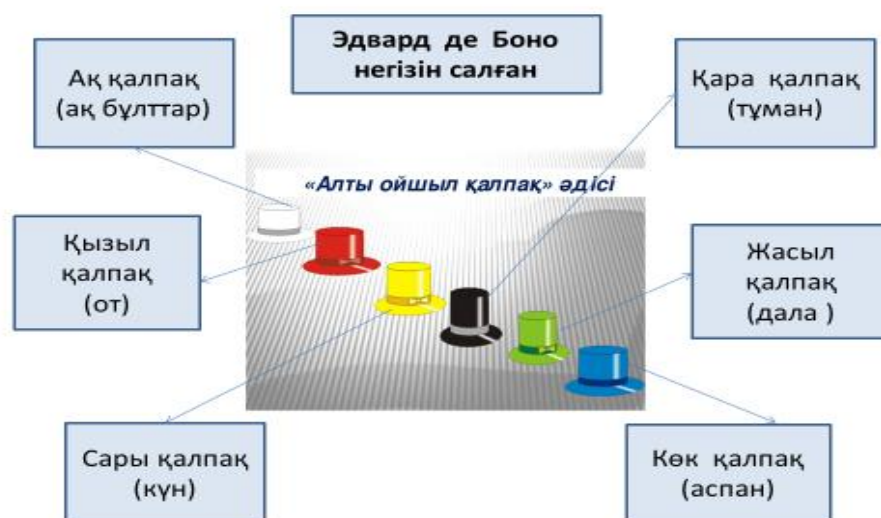 Эдвард де Боно
негізін салған
Ақ қалпақ
(ақ бұлттар)
Қара қалпақ
(тұман)
«Алты ойшыл қалпақ» әдісі
Қызыл
қалпақ
(от)
Жасыл
қалпақ
(дала )
Сары қалпақ
(күн)
Көк қалпақ
(аспан)